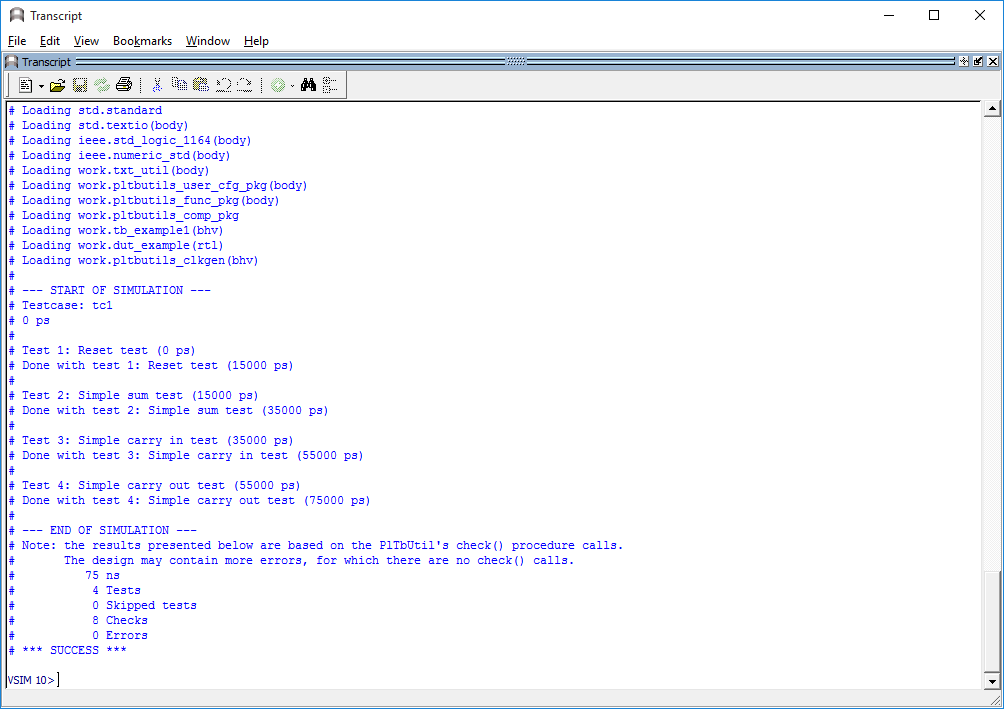 Transcript
File Edit View Bookmarks Window Help
Transcript
# Loading std.standard
# Loading std.textio(body)
# Loading ieee.std_logic_1164(body)
# Loading ieee.numeric_std(body)
# Loading work.txt_util(body)
# Loading work.pltbutils_user_cfg_pkg(body)
# Loading work.pltbutils_func_pkg(body)
# Loading work.pltbutils_comp_pkg
# Loading work.tb_example1(bhv)
# Loading work.dut_example(rtl)
# Loading work.pltbutils_clkgen(bhv)
#
# --- START OF SIMULATION ---
# Testcase: tc1
# 0 ps
#
# Test 1: Reset test (0 ps)
# Done with test 1: Reset test (15000 ps)
#
# Test 2: Simple sum test (15000 ps)
# Done with test 2: Simple sum test (35000 ps)
#
# Test 3: Simple carry in test (35000 ps)
# Done with test 3: Simple carry in test (55000 ps)
#
# Test 4: Simple carry out test (55000 ps)
# Done with test 4: Simple carry out test (75000 ps)
#
# --- END OF SIMULATION ---
# Note: the results presented below are based on the PlTbUtil's check() procedure calls.
#       The design may contain more errors, for which there are no check() calls.
#          75 ns
#           4 Tests
#           0 Skipped tests
#           8 Checks
#           0 Errors
# *** SUCCESS ***
VSIM 10>